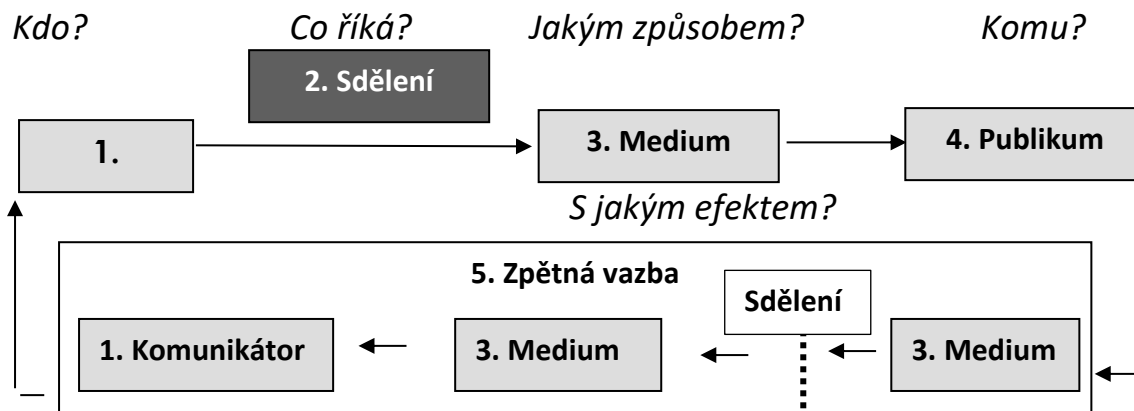 Kdo?
Co říká?
Jakým způsobem?
Komu?
2. Sdělení
1.
3. Medium
4. Publikum
S jakým efektem?
5. Zpětná vazba
Sdělení
1. Komunikátor
3. Medium
3. Medium